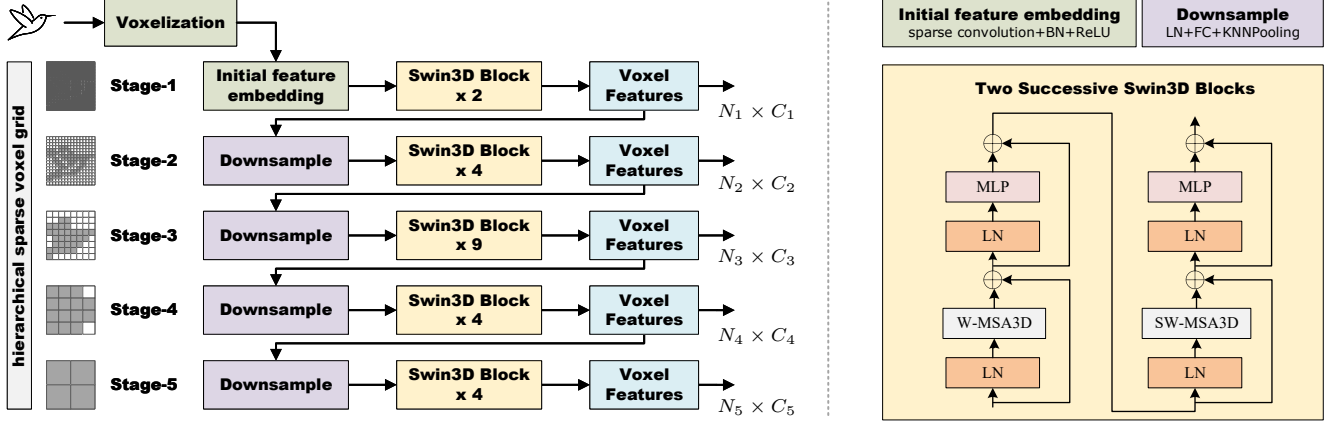 Voxelization
hierarchical sparse voxel grid
Stage-1
Initial feature
embedding
Swin3D Block
x 2
Voxel
Features
N₁ × C₁
Stage-2
Downsample
Swin3D Block
x 4
Voxel
Features
N₂ × C₂
Stage-3
Downsample
Swin3D Block
x 9
Voxel
Features
N₃ × C₃
Stage-4
Downsample
Swin3D Block
x 4
Voxel
Features
N₄ × C₄
Stage-5
Downsample
Swin3D Block
x 4
Voxel
Features
N₅ × C₅
Initial feature embedding
sparse convolution+BN+ReLU
Downsample
LN+FC+KNNPooling
Two Successive Swin3D Blocks
MLP
LN
W-MSA3D
LN
MLP
LN
SW-MSA3D
LN